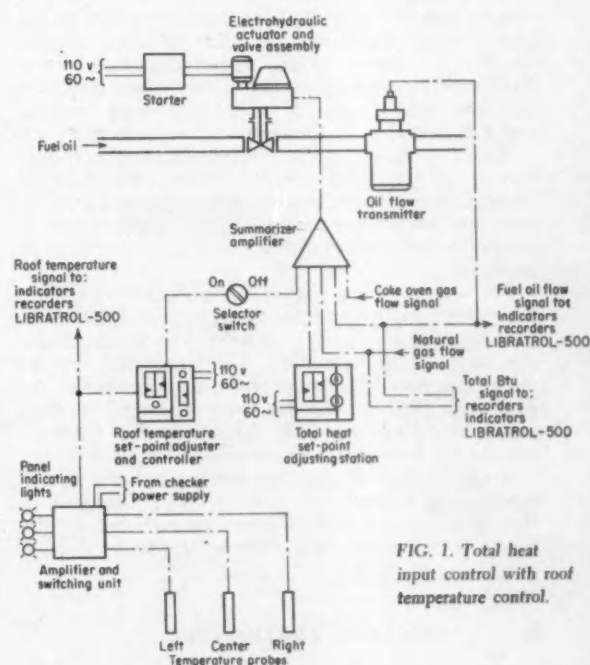 Electrohydraulic
actuator and
valve assembly
110 v
60~
Starter
Fuel oil
Oil flow
transmitter
Summarizer
amplifier
Roof temperature
signal to:
indicators
recorders
LIBRATROL-500
On
Off
Selector
switch
Coke oven gas
flow signal
Fuel oil flow
signal tot
indicators
recorders
LIBRATROL-500
Natural
gas flow
signal
110 v
60~
110 v
60~
Total Btu
signal to:
recorders
indicators
LIBRATROL-500
Roof temperature
set-point adjuster
and controller
Total heat
set-point
adjusting station
Panel
indicating
lights
From checker
power supply
Amplifier and
switching unit
FIG. 1. Total heat
input control with roof
temperature control.
Left
Center
Right
Temperature probes